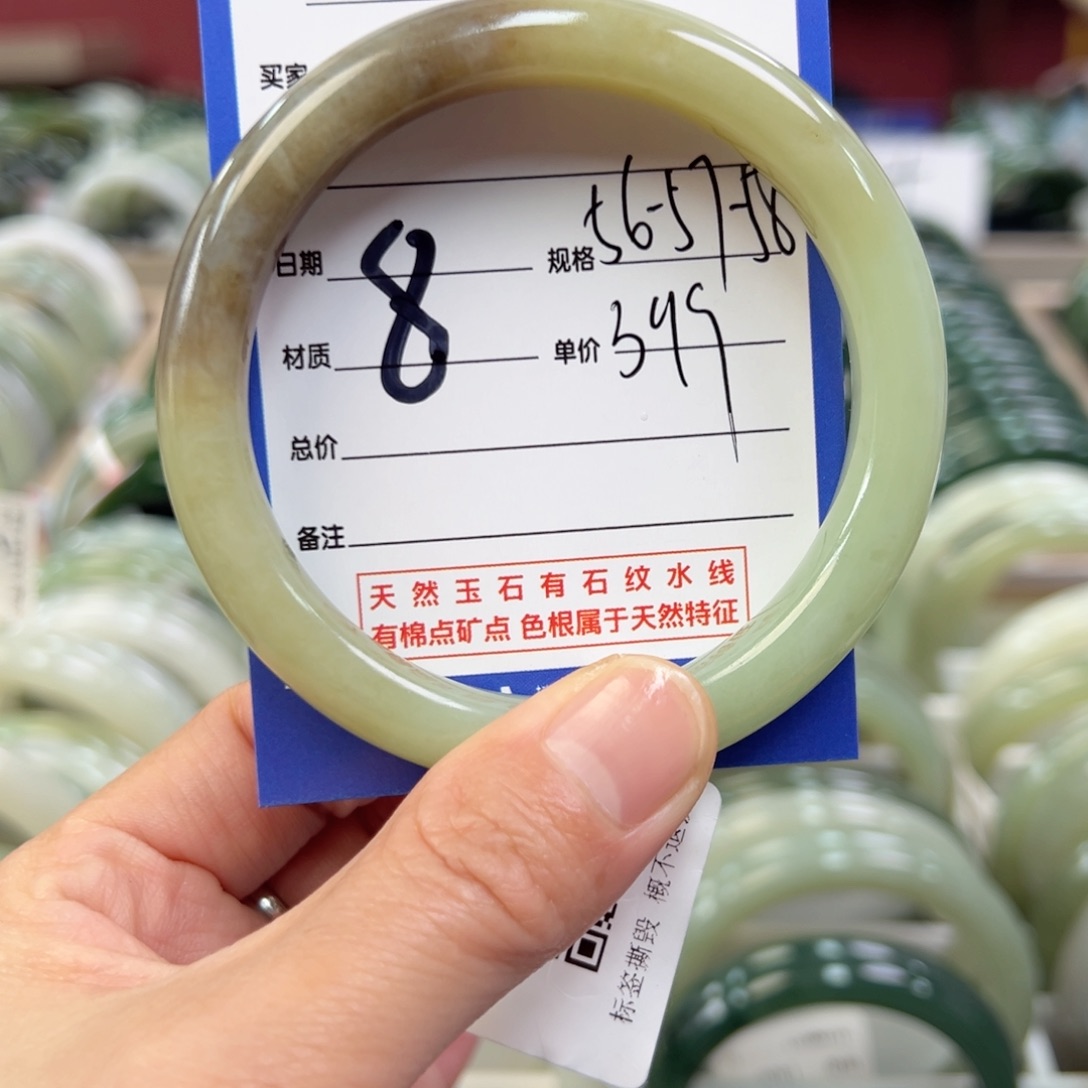 买家
日期 8 规格 56-57-58
材质 单价 399
总价
备注
天然玉石有石纹水线
有棉点矿点 色根属于天然特征
标签撕毁 概不退